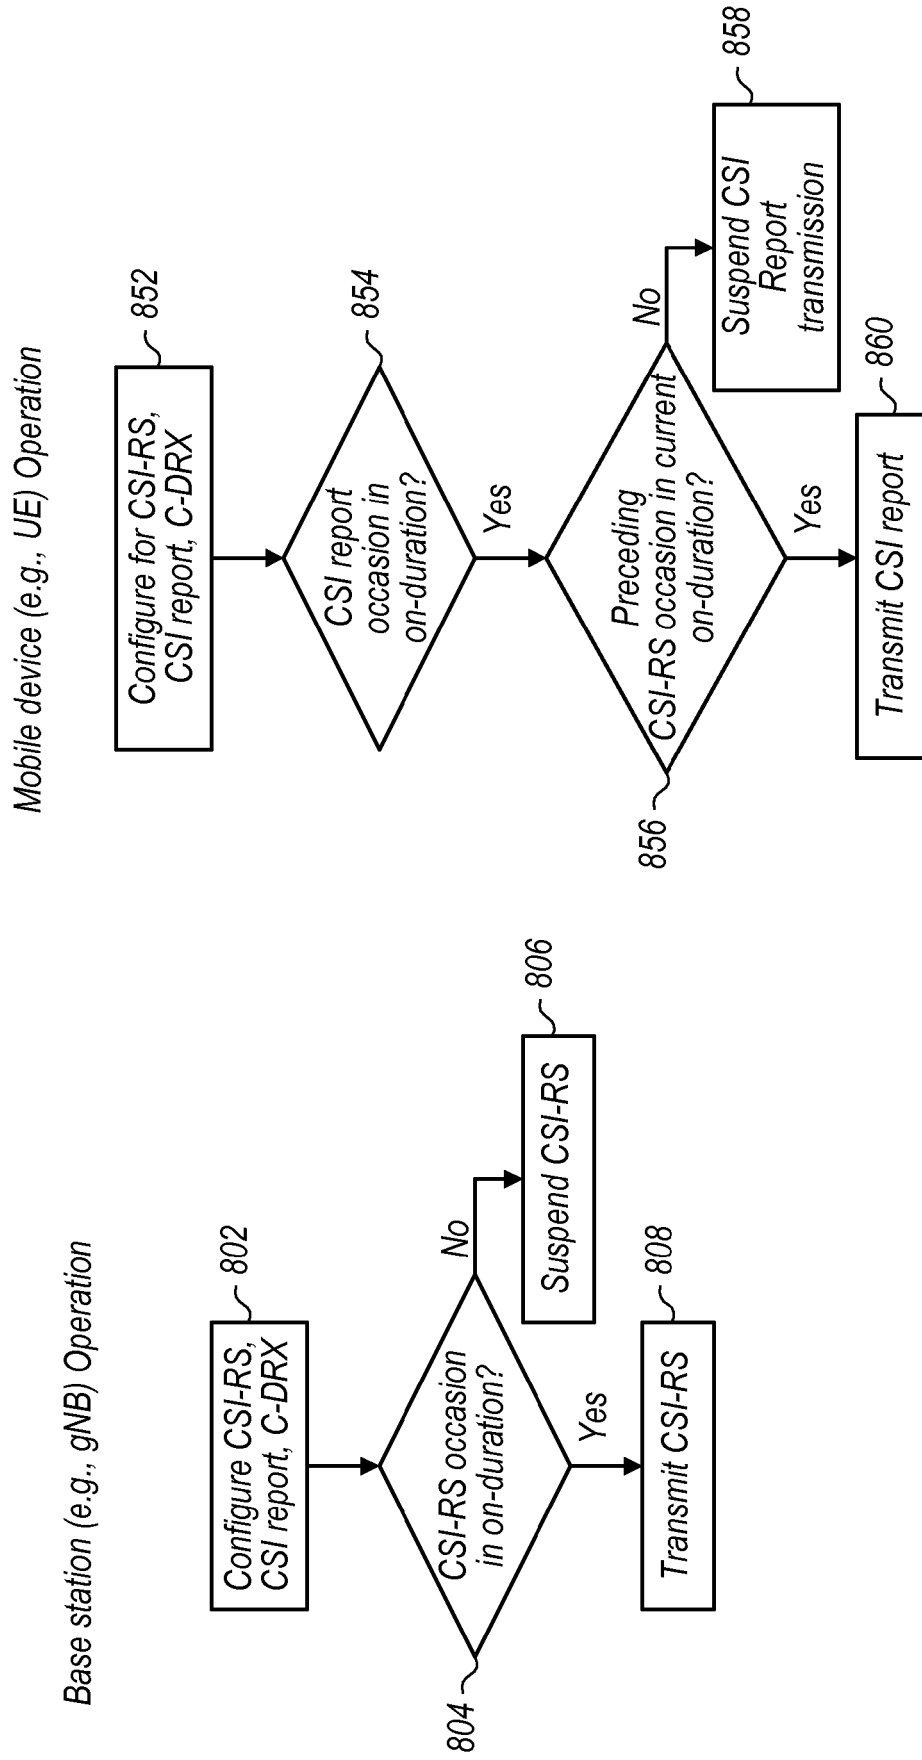 Base station (e.g., gNB) Operation
802
Configure CSI-RS,
CSI report, C-DRX
804
CSI-RS occasion
in on-duration?
No
806
Suspend CSI-RS
Yes
808
Transmit CSI-RS
Mobile device (e.g., UE) Operation
852
Configure for CSI-RS,
CSI report, C-DRX
854
CSI report
occasion in
on-duration?
Yes
856
Preceding
CSI-RS occasion in current
on-duration?
No
858
Suspend CSI
Report
transmission
Yes
860
Transmit CSI report